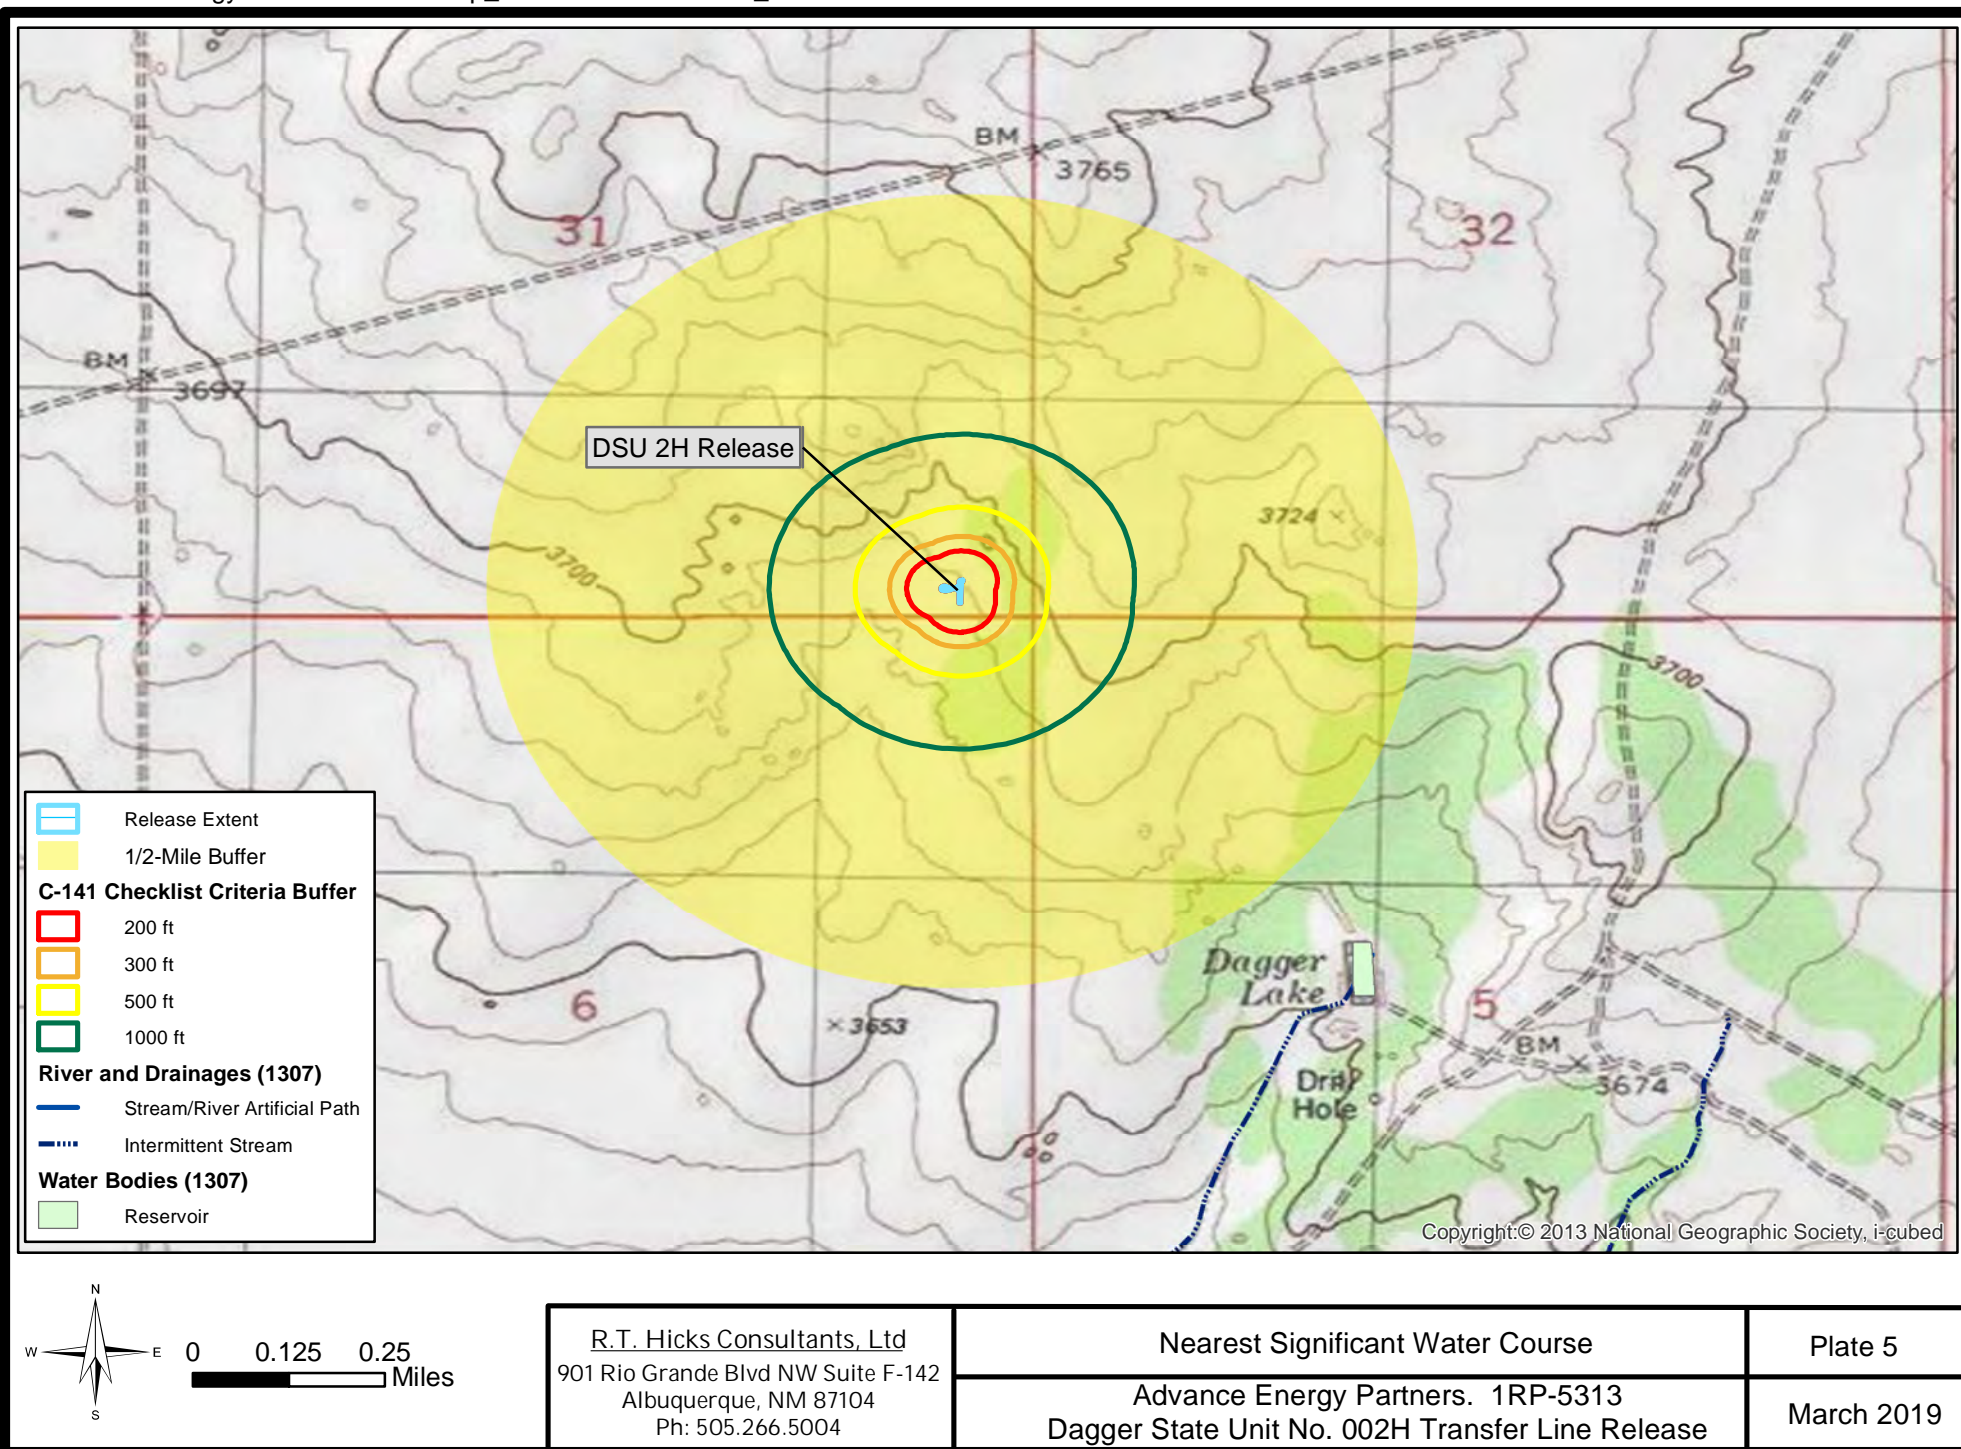 BM
3765
31
32
BM
3697
DSU 2H Release
3724
3700
3700
Release Extent
1/2-Mile Buffer
C-141 Checklist Criteria Buffer
200 ft
300 ft
500 ft
1000 ft
River and Drainages (1307)
Stream/River Artificial Path
Intermittent Stream
Water Bodies (1307)
Reservoir
6
3653
Dagger
Lake
5
BM
3674
Drill
Hole
Copyright:© 2013 National Geographic Society, i-cubed
N
W
E
S
0 0.125 0.25
Miles
R.T. Hicks Consultants, Ltd
901 Rio Grande Blvd NW Suite F-142
Albuquerque, NM 87104
Ph: 505.266.5004
Nearest Significant Water Course
Plate 5
Advance Energy Partners. 1RP-5313
Dagger State Unit No. 002H Transfer Line Release
March 2019